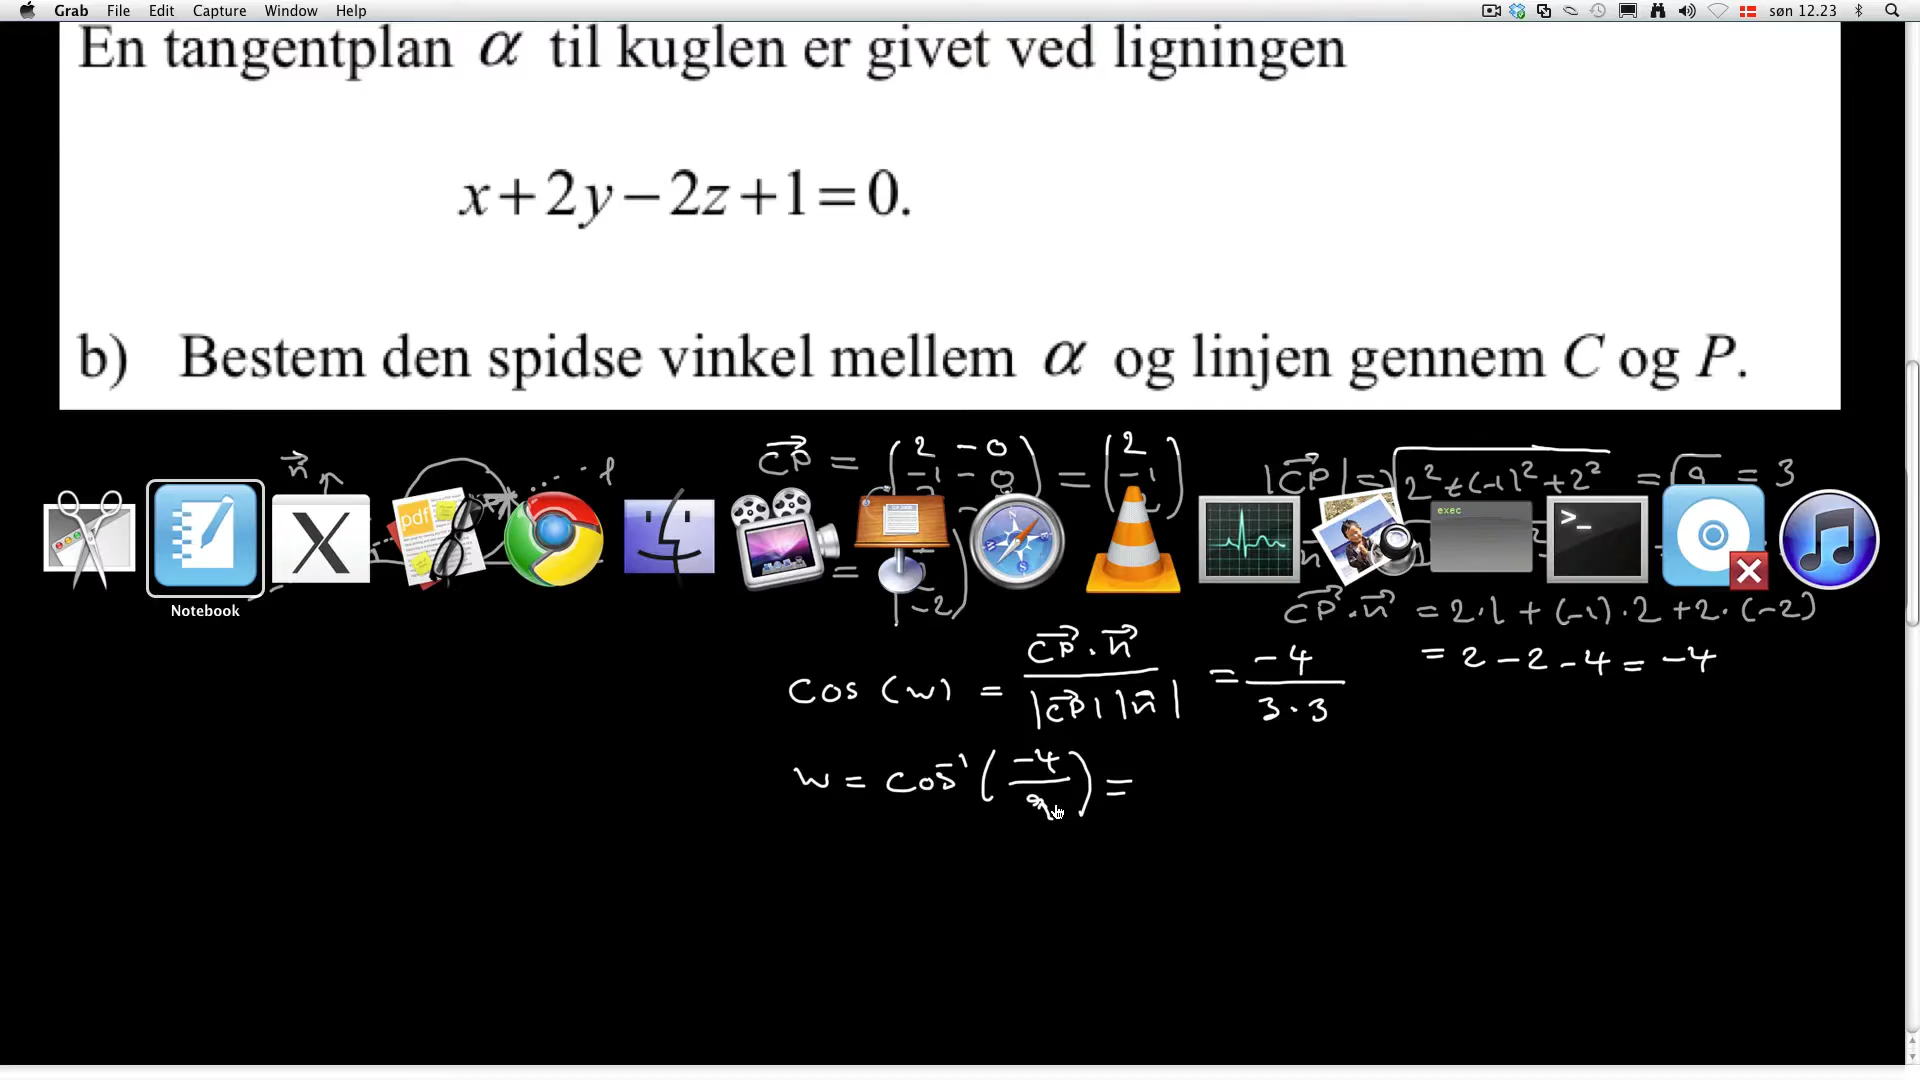 Grab File Edit Capture Window Help søn 12.23
En tangentplan α til kuglen er givet ved ligningen
x+2y−2z+1=0.
b) Bestem den spidse vinkel mellem α og linjen gennem C og P.
n l
CP = (2 − 0 −1 − 0 = (2 −1
|CP| = √2²+(-1)²+2² = √9 = 3
pdf
exec
>_
= −2)
Notebook
CP · n = 2·1 + (-1)·2 + 2·(-2)
= 2 − 2 − 4 = −4
cos (w) = CP · n / |CP| |n| = −4 / 3 · 3
w = cos⁻¹ (−4 / 9) =